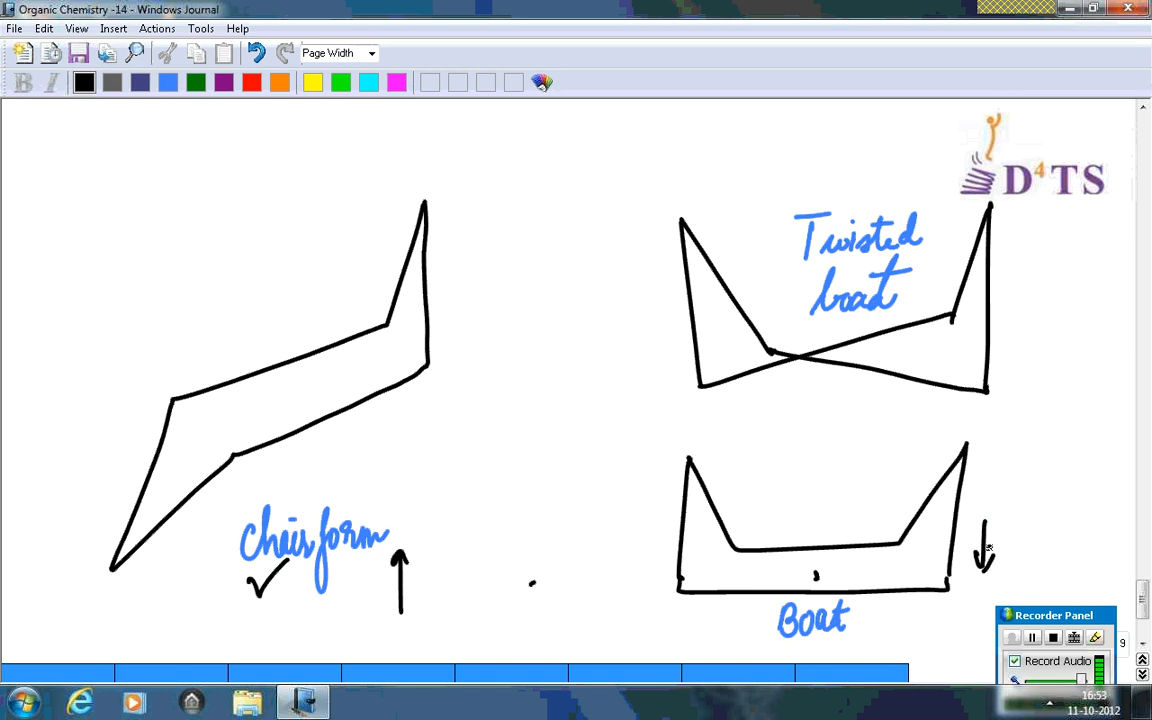 Organic Chemistry -14 - Windows Journal
File Edit View Insert Actions Tools Help
Page Width
B I
D4TS
Twisted
boat
Chair form
Boat
Recorder Panel
Record Audio
9
16:53
11-10-2012